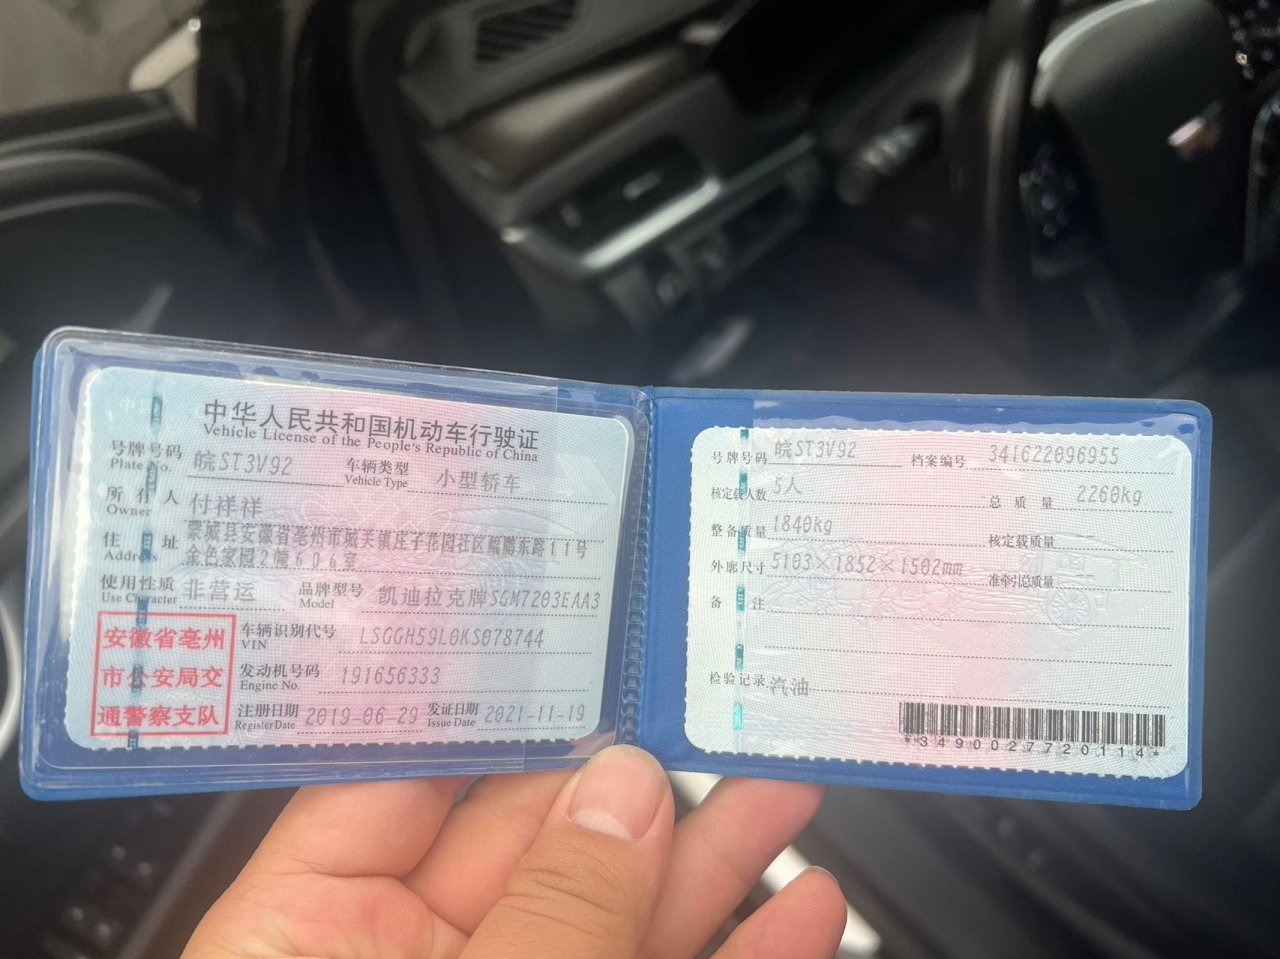 中华人民共和国机动车行驶证
Vehicle License of the People's Republic of China
号牌号码 皖ST3V92 车辆类型 小型轿车
Plate No. Vehicle Type
所有人 付祥祥
Owner
住址 蒙城县安徽省亳州市城关镇庄子花园社区鲲鹏东路11号
Address 金色家园2幢606室
使用性质 非营运 品牌型号 凯迪拉克牌SGM7203EAA3
Use Character Model
安徽省亳州
市公安局交
通警察支队
车辆识别代号 LSGGH59L0KS078744
VIN
发动机号码 191656333
Engine No.
注册日期 2019-06-29 发证日期 2021-11-19
Register Date Issue Date
号牌号码 皖ST3V92 档案编号 341622096955
核定载人数 5人 总质量 2260kg
整备质量 1840kg 核定载质量 --
外廓尺寸 5103×1852×1502mm 准牵引总质量 --
备注
检验记录 汽油
*3490027720114*